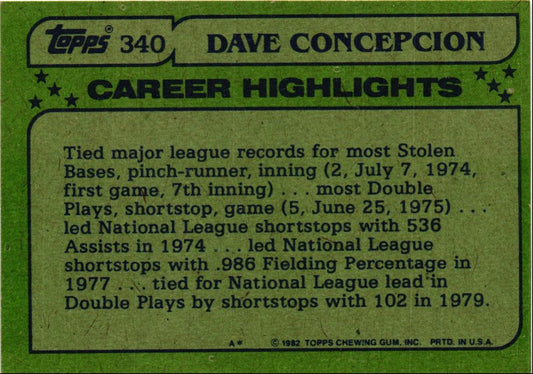 topps® 340 DAVE CONCEPCION
CAREER HIGHLIGHTS
Tied major league records for most Stolen
Bases, pinch-runner, inning (2, July 7, 1974,
first game, 7th inning) . . . most Double
Plays, shortstop, game (5, June 25, 1975) . . .
led National League shortstops with 536
Assists in 1974 . . . led National League
shortstops with .986 Fielding Percentage in
1977 . . . tied for National League lead in
Double Plays by shortstops with 102 in 1979.
A* © 1982 TOPPS CHEWING GUM, INC. PRTD. IN U.S.A.